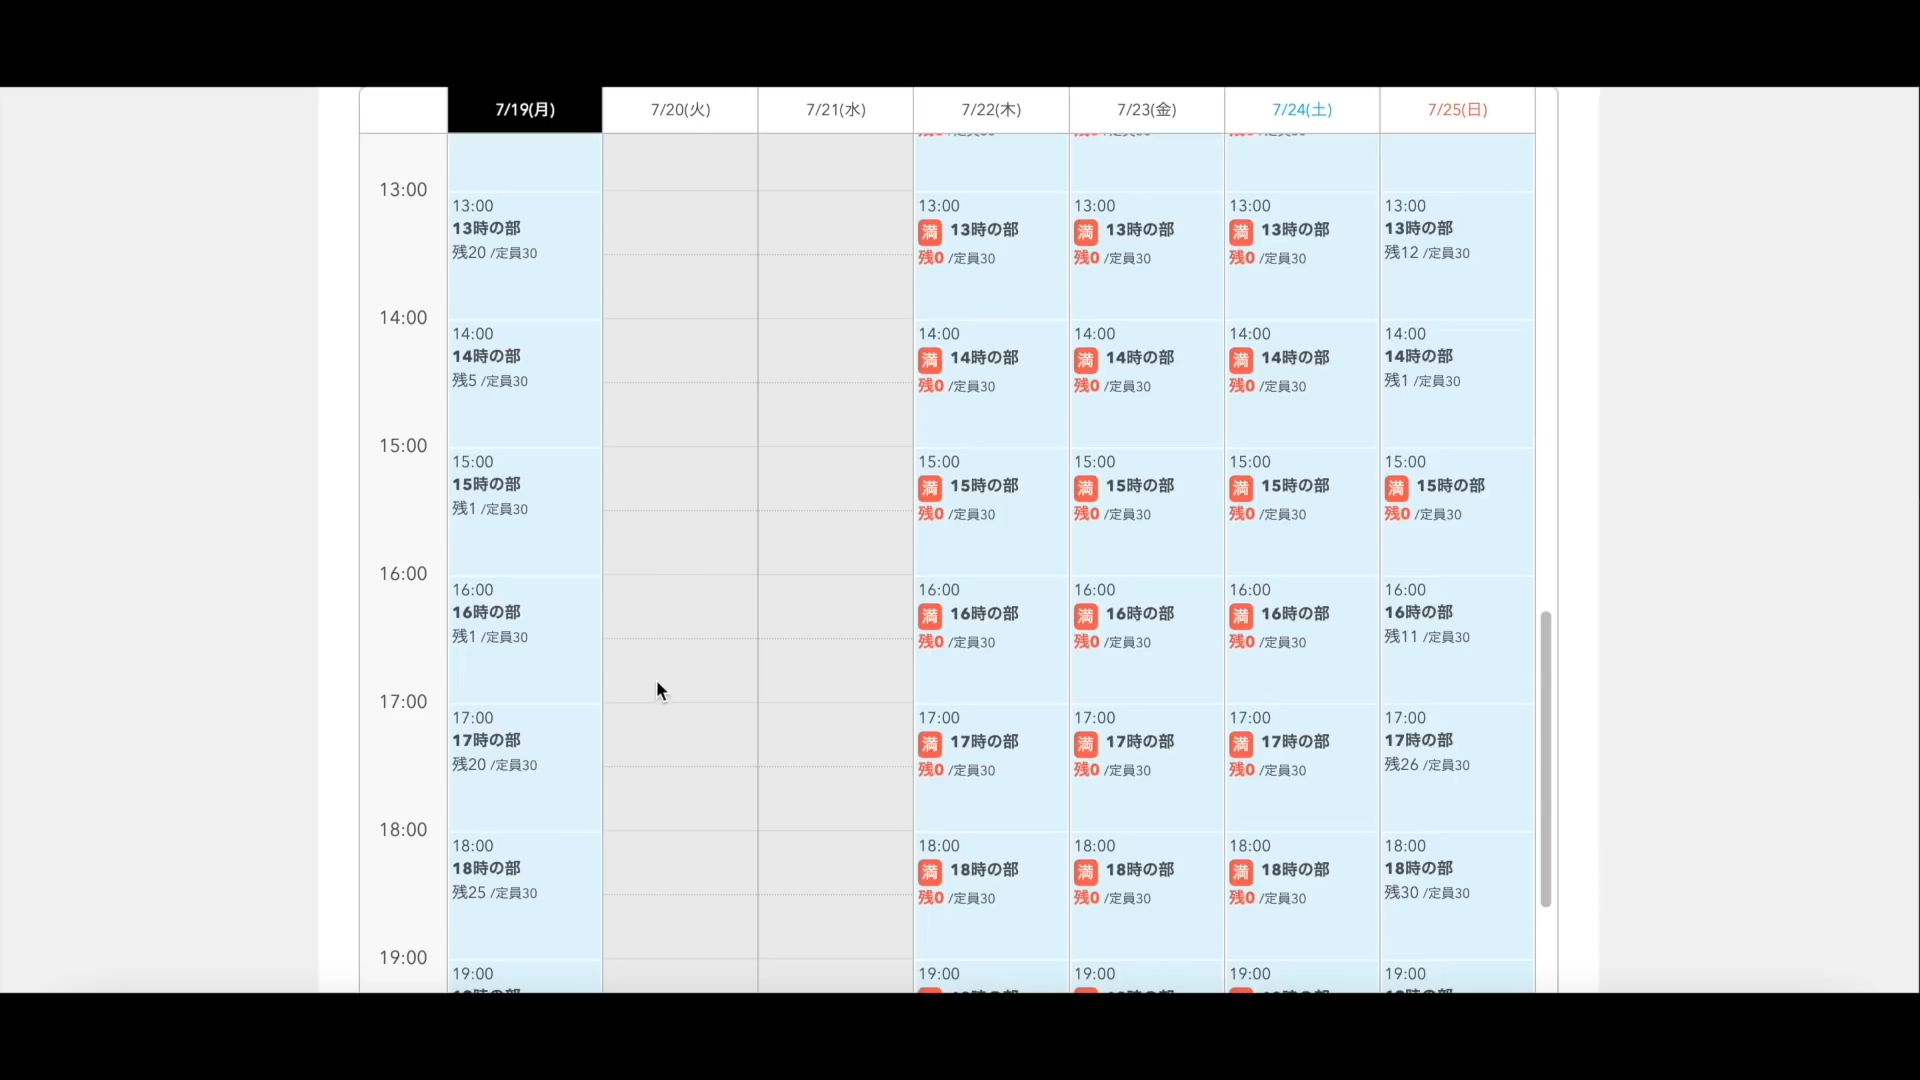 7/19(月) 7/20(火) 7/21(水) 7/22(木) 7/23(金) 7/24(土) 7/25(日)
13:00
13:00 13:00 13:00 13:00 13:00
13時の部 満 13時の部 満 13時の部 満 13時の部 13時の部
残20 /定員30 残0 /定員30 残0 /定員30 残0 /定員30 残12 /定員30
14:00
14:00 14:00 14:00 14:00 14:00
14時の部 満 14時の部 満 14時の部 満 14時の部 14時の部
残5 /定員30 残0 /定員30 残0 /定員30 残0 /定員30 残1 /定員30
15:00
15:00 15:00 15:00 15:00 15:00
15時の部 満 15時の部 満 15時の部 満 15時の部 満 15時の部
残1 /定員30 残0 /定員30 残0 /定員30 残0 /定員30 残0 /定員30
16:00
16:00 16:00 16:00 16:00 16:00
16時の部 満 16時の部 満 16時の部 満 16時の部 16時の部
残1 /定員30 残0 /定員30 残0 /定員30 残0 /定員30 残11 /定員30
17:00
17:00 17:00 17:00 17:00 17:00
17時の部 満 17時の部 満 17時の部 満 17時の部 17時の部
残20 /定員30 残0 /定員30 残0 /定員30 残0 /定員30 残26 /定員30
18:00
18:00 18:00 18:00 18:00 18:00
18時の部 満 18時の部 満 18時の部 満 18時の部 18時の部
残25 /定員30 残0 /定員30 残0 /定員30 残0 /定員30 残30 /定員30
19:00
19:00 19:00 19:00 19:00 19:00